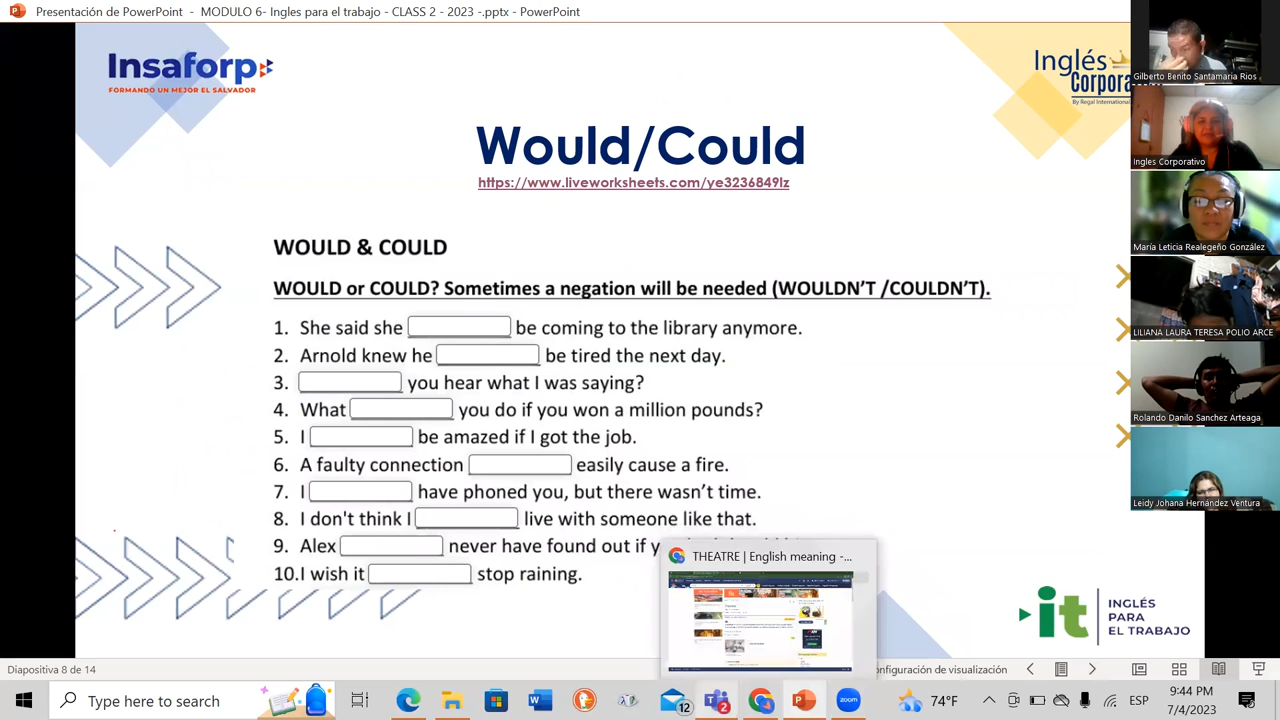 Presentación de PowerPoint - MODULO 6- Ingles para el trabajo - CLASS 2 - 2023 -.pptx - PowerPoint
Insaforp
FORMANDO UN MEJOR EL SALVADOR
Inglés
By Regal International
Would/Could
https://www.liveworksheets.com/ye3236849lz
WOULD & COULD
WOULD or COULD? Sometimes a negation will be needed (WOULDN'T /COULDN'T).
1. She said she be coming to the library anymore.
2. Arnold knew he be tired the next day.
3. you hear what I was saying?
4. What you do if you won a million pounds?
5. I be amazed if I got the job.
6. A faulty connection easily cause a fire.
7. I have phoned you, but there wasn't time.
8. I don't think I live with someone like that.
9. Alex never have found out if
10. I wish it stop raining.
THEATRE | English meaning -...
it INGLÉS
PARA
EL TRABAJO
Gilberto Benito Santamaria Rios
Ingles Corporativo
María Leticia Realegeño González
LILIANA LAURA TERESA POLIO ARCE
Rolando Danilo Sanchez Arteaga
Leidy Johana Hernández Ventura
Diapositiva 8 de 14
de visualización
Type here to search
12
2
zoom
74°F
ESP
9:44 PM
7/4/2023